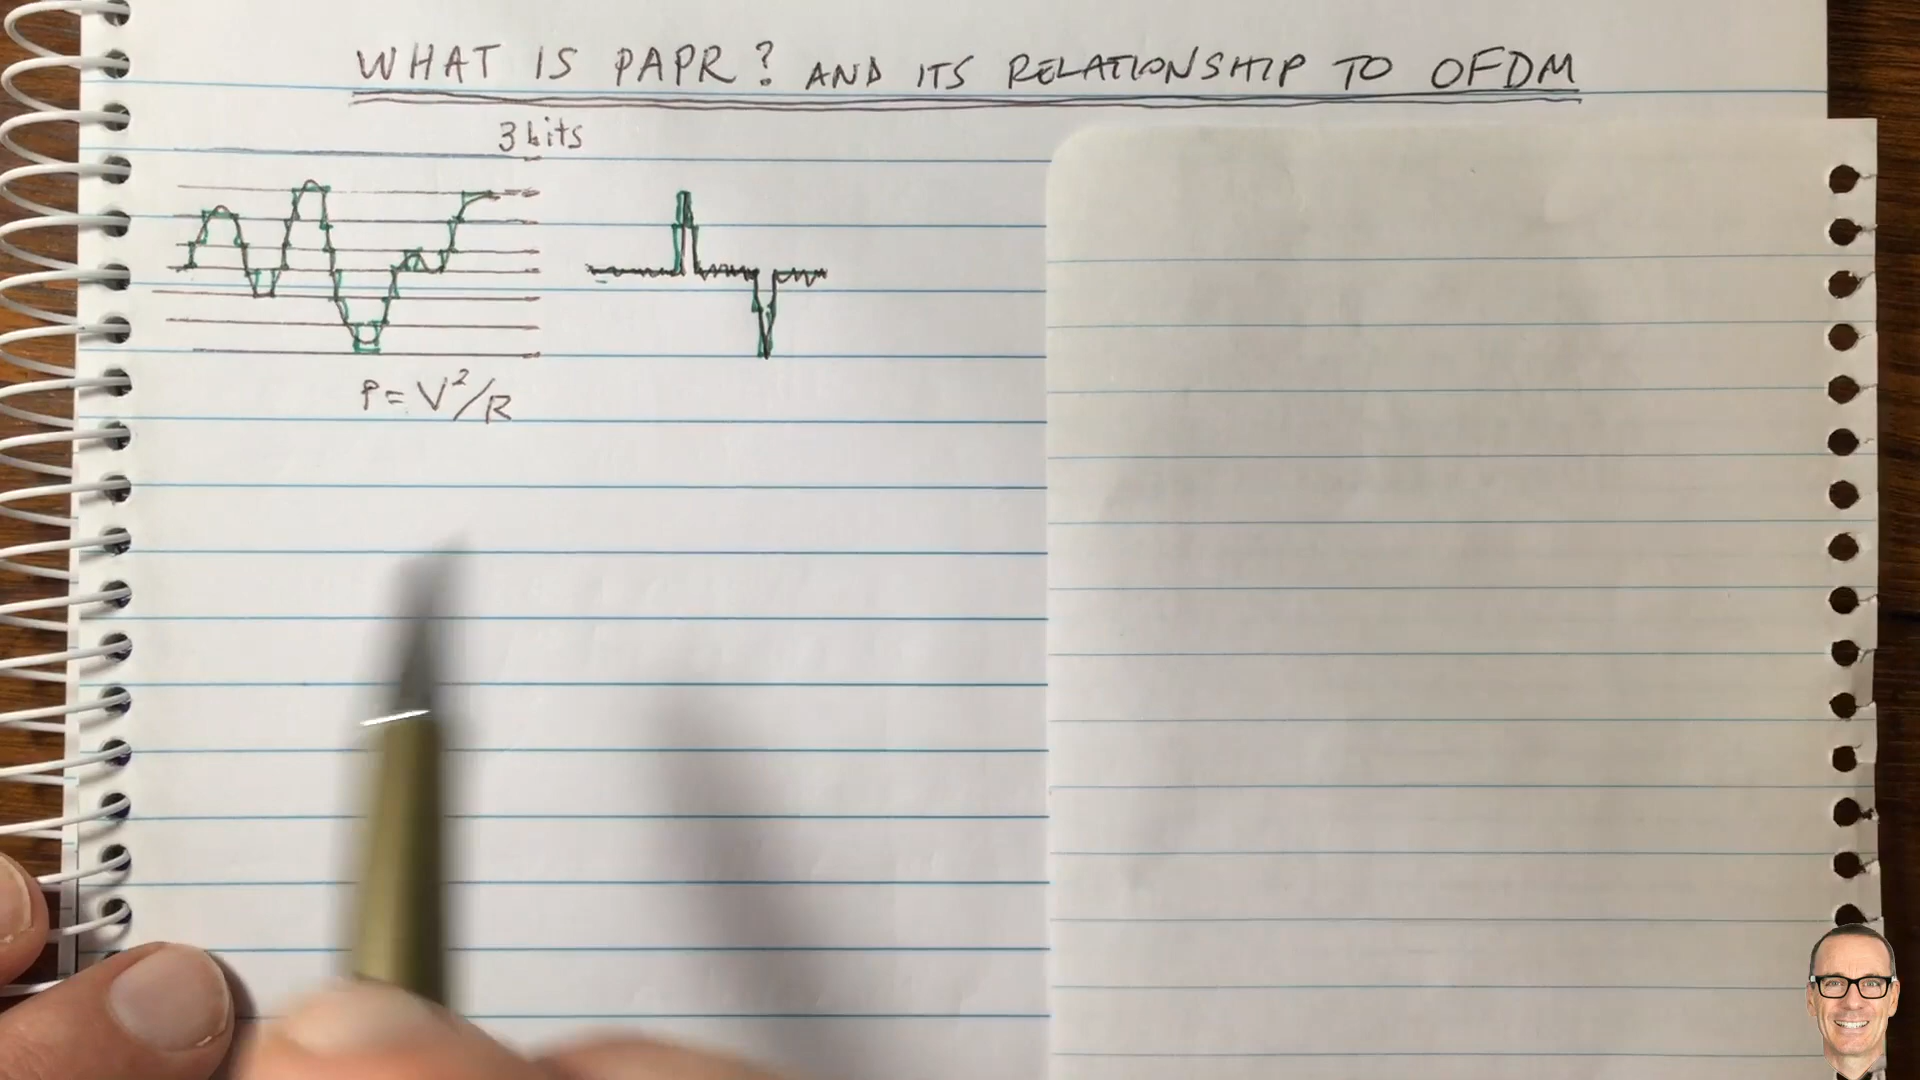 WHAT IS PAPR? AND ITS RELATIONSHIP TO OFDM
3 bits
P = V²/R